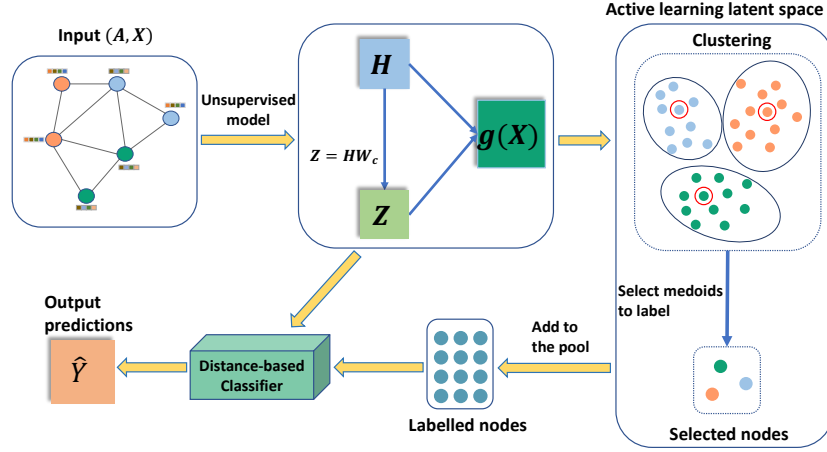 Active learning latent space
Input (A, X)
Clustering
Unsupervised
model
H
g(X)
Z = HW_c
Z
Select medoids
to label
Output
predictions
Add to
the pool
Ŷ
Distance-based
Classifier
Labelled nodes
Selected nodes